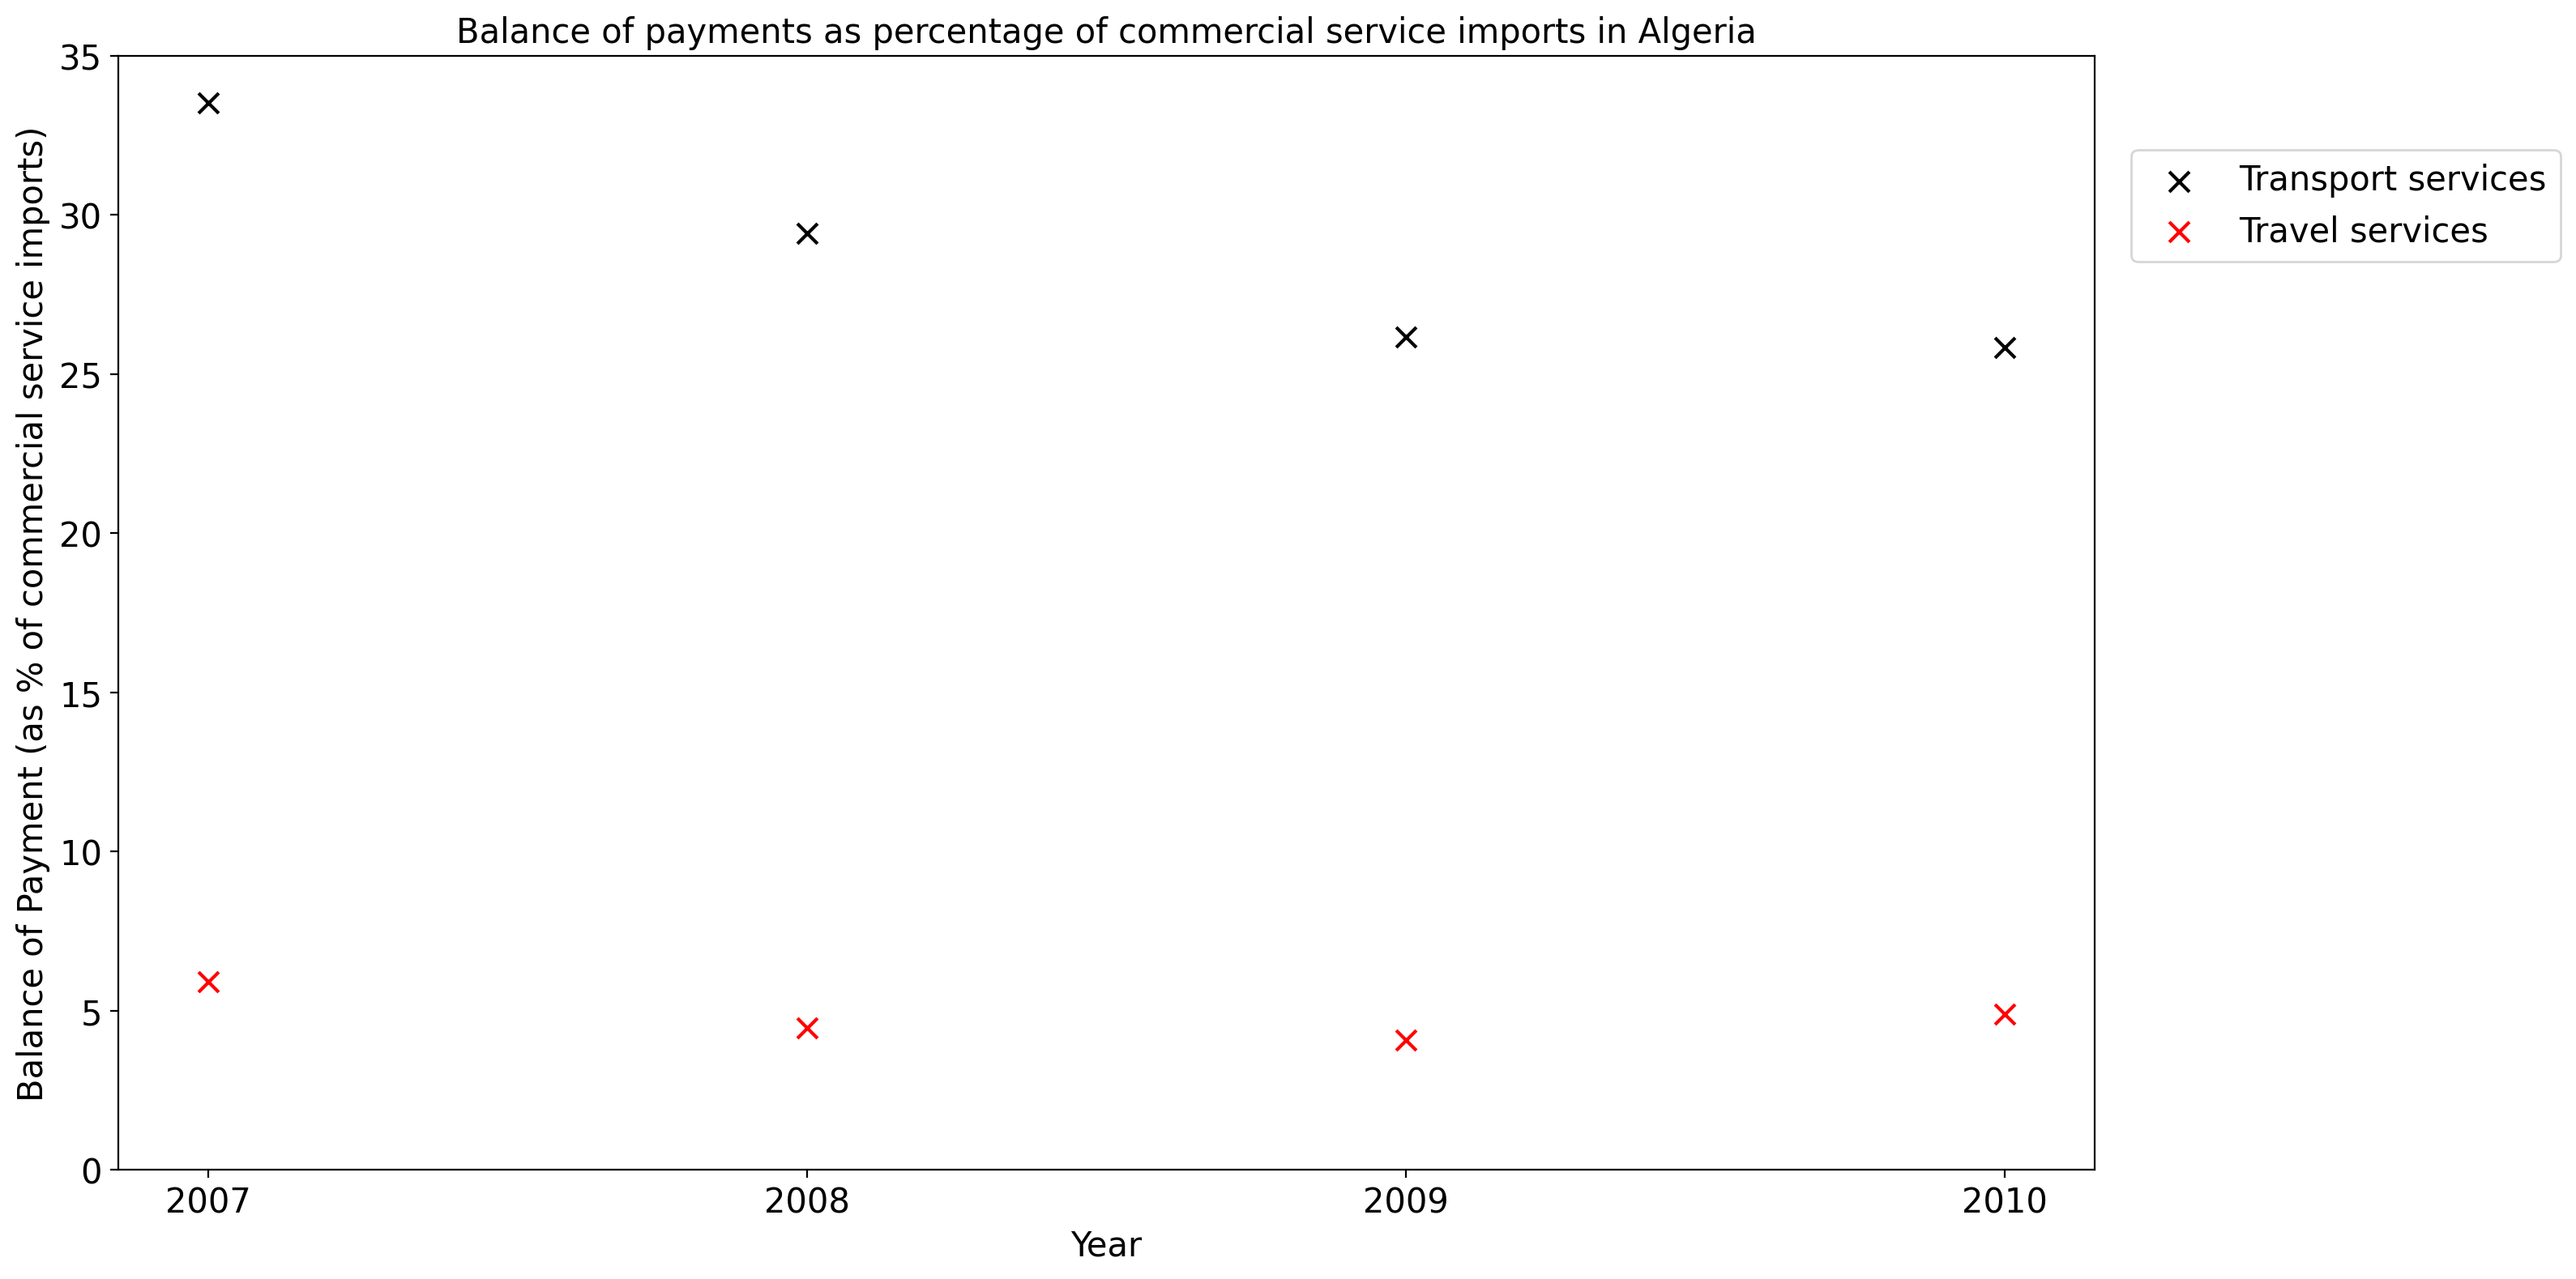 Balance of payments as percentage of commercial service imports in Algeria
Balance of Payment (as % of commercial service imports)
35
30
25
20
15
10
5
0
2007
2008
2009
2010
Year
Transport services
Travel services